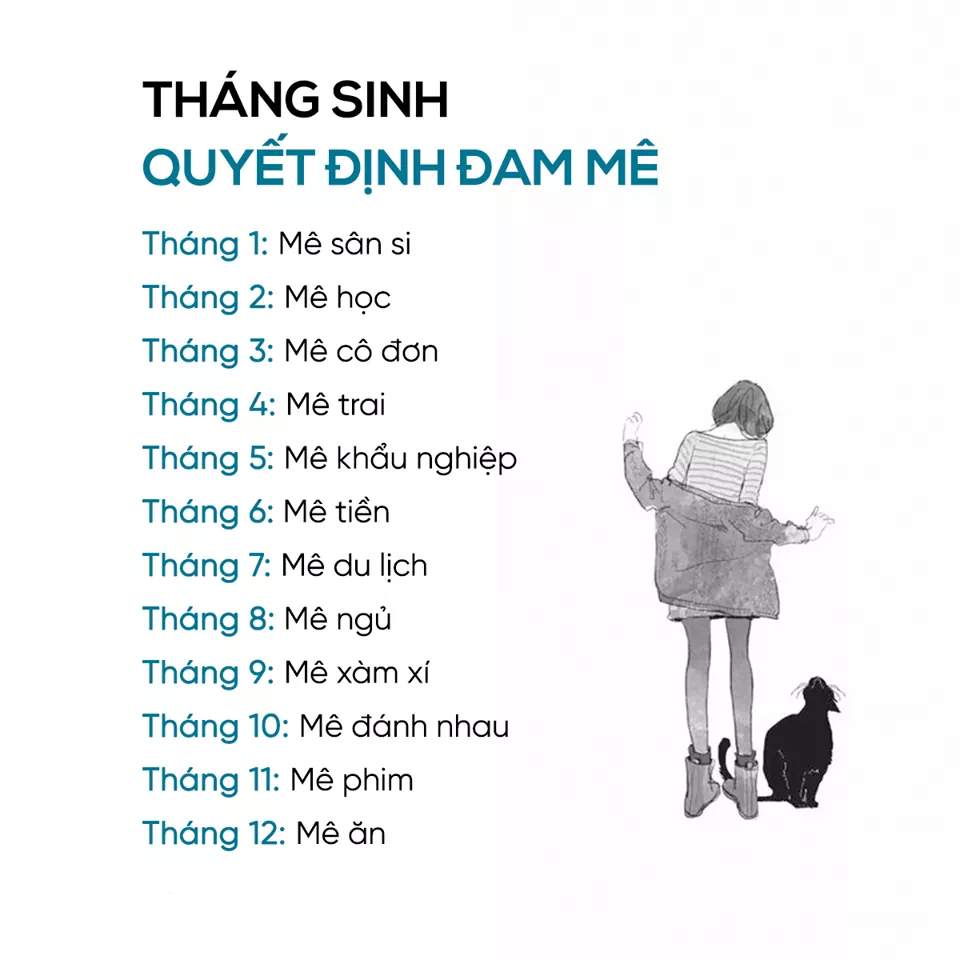 THÁNG SINH
QUYẾT ĐỊNH ĐAM MÊ
Tháng 1: Mê sân si
Tháng 2: Mê học
Tháng 3: Mê cô đơn
Tháng 4: Mê trai
Tháng 5: Mê khẩu nghiệp
Tháng 6: Mê tiền
Tháng 7: Mê du lịch
Tháng 8: Mê ngủ
Tháng 9: Mê xàm xí
Tháng 10: Mê đánh nhau
Tháng 11: Mê phim
Tháng 12: Mê ăn